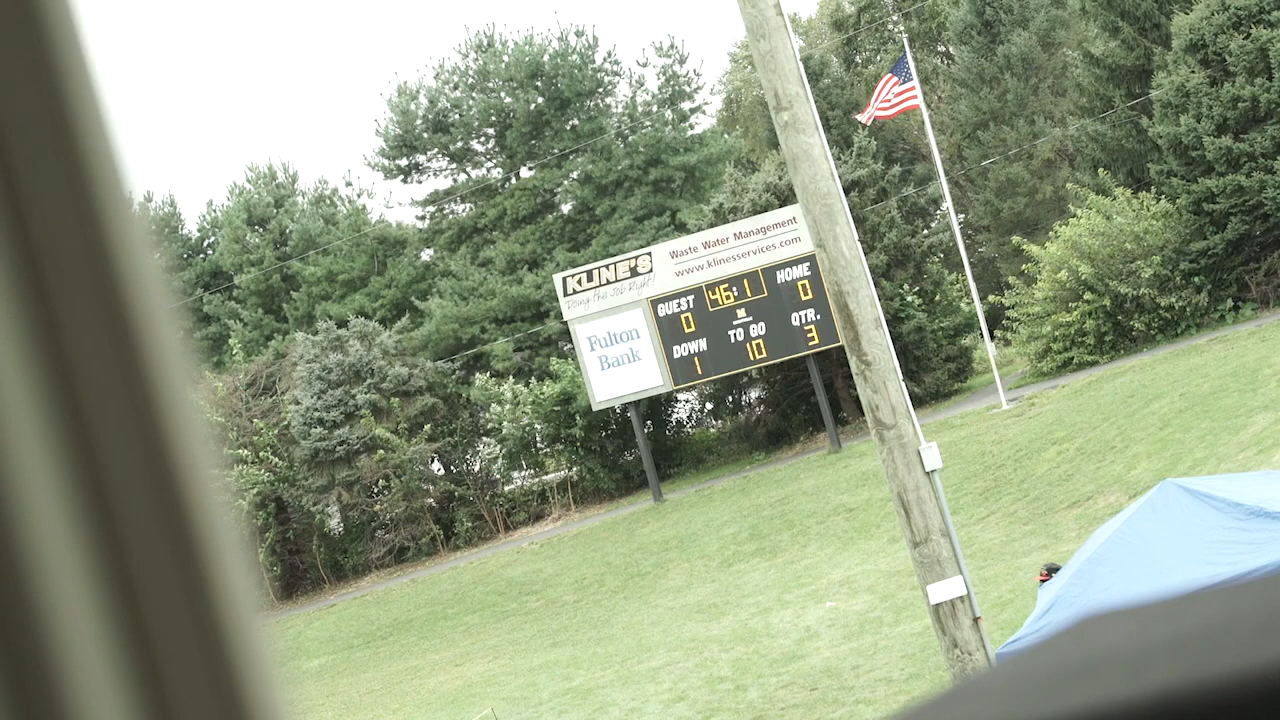 KLINE'S
Doing the Job Right!
Waste Water Management
www.klinesservices.com
Fulton
Bank
GUEST 46:1 HOME
0 0
DOWN TO GO QTR.
1 10 3